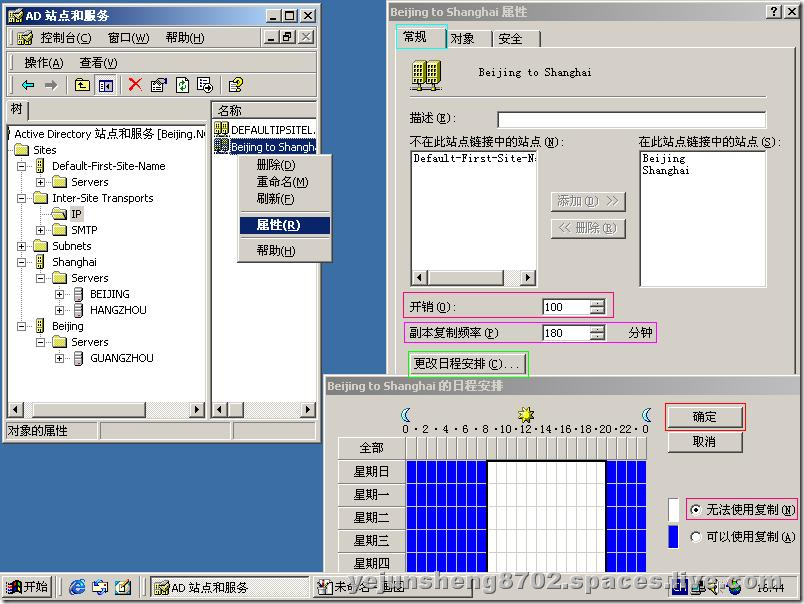 AD 站点和服务
控制台(C) 窗口(W) 帮助(H)
操作(A) 查看(V)
树
Active Directory 站点和服务 [Beijing.N
Sites
Default-First-Site-Name
Servers
Inter-Site Transports
IP
SMTP
Subnets
Shanghai
Servers
BEIJING
HANGZHOU
Beijing
Servers
GUANGZHOU
名称
DEFAULTIPSITEL.
Beijing to Shangh
删除(D)
重命名(M)
刷新(F)
属性(R)
帮助(H)
对象的属性
Beijing to Shanghai 属性
常规 对象 安全
Beijing to Shanghai
描述(E):
不在此站点链接中的站点(N):
Default-First-Site-Na
添加(D) >>
<< 删除(R)
在此站点链接中的站点(S):
Beijing
Shanghai
开销(O): 100
副本复制频率(P) 180 分钟
更改日程安排(C)...
Beijing to Shanghai 的日程安排
0 · 2 · 4 · 6 · 8 · 10 · 12 · 14 · 16 · 18 · 20 · 22 · 0
全部
星期日
星期一
星期二
星期三
星期四
确定
取消
无法使用复制(N)
可以使用复制(A)
开始
AD 站点和服务
未命名 - 画图
16:44
yejunsheng8702.spaces.live.com